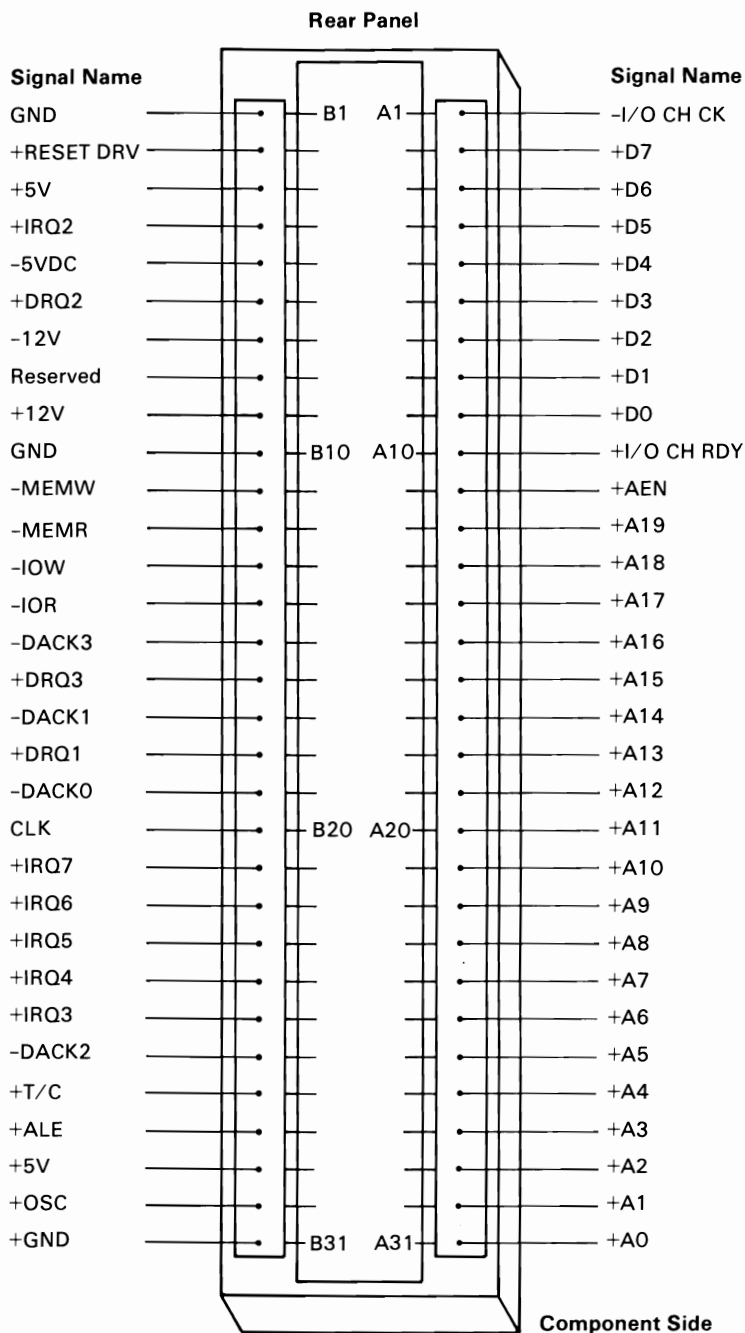 Rear Panel
Signal Name Signal Name
GND B1 A1 -I/O CH CK
+RESET DRV +D7
+5V +D6
+IRQ2 +D5
-5VDC +D4
+DRQ2 +D3
-12V +D2
Reserved +D1
+12V +D0
GND B10 A10 +I/O CH RDY
-MEMW +AEN
-MEMR +A19
-IOW +A18
-IOR +A17
-DACK3 +A16
+DRQ3 +A15
-DACK1 +A14
+DRQ1 +A13
-DACK0 +A12
CLK B20 A20 +A11
+IRQ7 +A10
+IRQ6 +A9
+IRQ5 +A8
+IRQ4 +A7
+IRQ3 +A6
-DACK2 +A5
+T/C +A4
+ALE +A3
+5V +A2
+OSC +A1
+GND B31 A31 +A0
Component Side